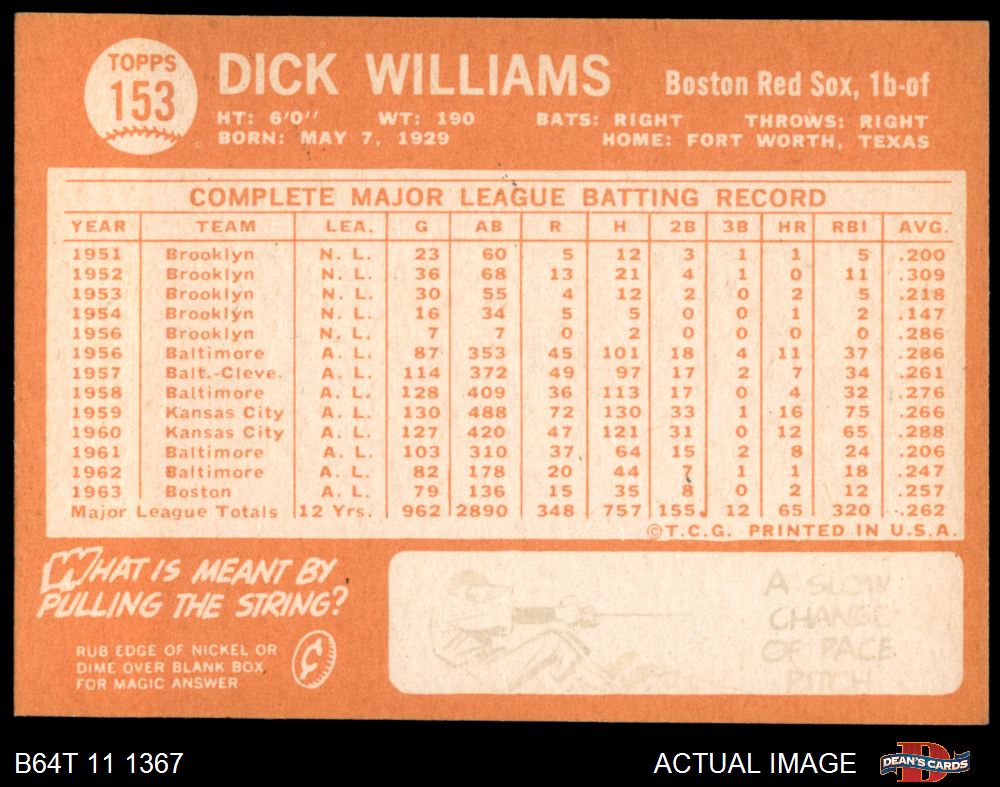 TOPPS
153
DICK WILLIAMS
Boston Red Sox, 1b-of
HT: 6'0" WT: 190 BATS: RIGHT THROWS: RIGHT
BORN: MAY 7, 1929 HOME: FORT WORTH, TEXAS
COMPLETE MAJOR LEAGUE BATTING RECORD
YEAR TEAM LEA. G AB R H 2B 3B HR RBI AVG.
1951 Brooklyn N. L. 23 60 5 12 3 1 1 5 .200
1952 Brooklyn N. L. 36 68 13 21 4 1 0 11 .309
1953 Brooklyn N. L. 30 55 4 12 2 0 2 5 .218
1954 Brooklyn N. L. 16 34 5 5 0 0 1 2 .147
1956 Brooklyn N. L. 7 7 0 2 0 0 0 0 .286
1956 Baltimore A. L. 87 353 45 101 18 4 11 37 .286
1957 Balt.-Cleve. A. L. 114 372 49 97 17 2 7 34 .261
1958 Baltimore A. L. 128 409 36 113 17 0 4 32 .276
1959 Kansas City A. L. 130 488 72 130 33 1 16 75 .266
1960 Kansas City A. L. 127 420 47 121 31 0 12 65 .288
1961 Baltimore A. L. 103 310 37 64 15 2 8 24 .206
1962 Baltimore A. L. 82 178 20 44 7 1 1 18 .247
1963 Boston A. L. 79 136 15 35 8 0 2 12 .257
Major League Totals 12 Yrs. 962 2890 348 757 155 12 65 320 .262
©T.C.G. PRINTED IN U.S.A.
WHAT IS MEANT BY
PULLING THE STRING?
RUB EDGE OF NICKEL OR
DIME OVER BLANK BOX
FOR MAGIC ANSWER
¢
A SLOW
CHANGE
OF PACE
PITCH
B64T 11 1367
ACTUAL IMAGE
D
DEAN'S CARDS